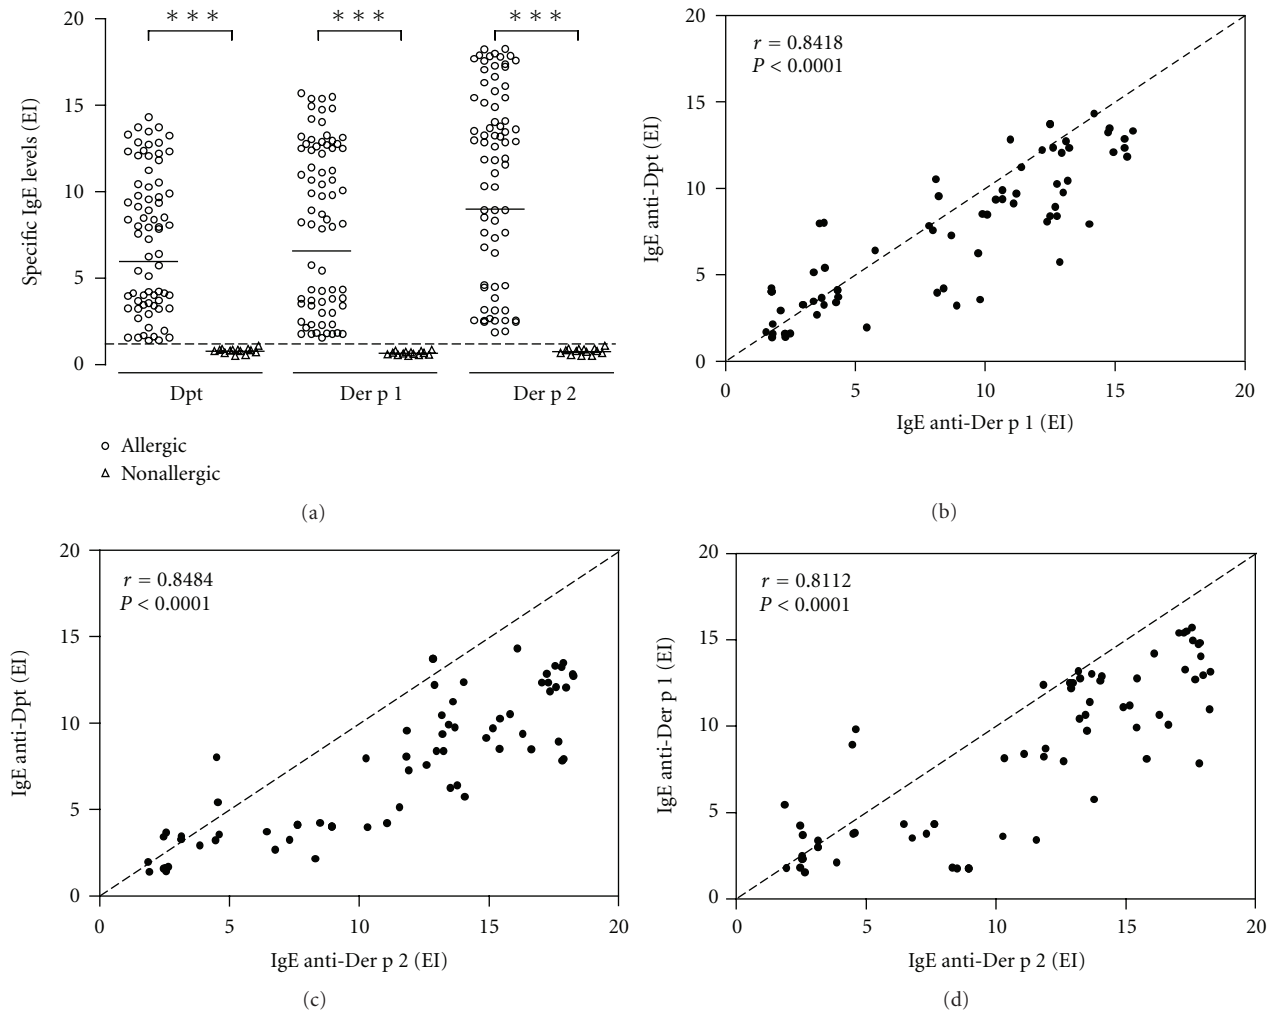 20
15
10
5
0
Specific IgE levels (EI)
∗∗∗
∗∗∗
∗∗∗
Dpt
Der p 1
Der p 2
Allergic
Nonallergic
(a)
20
15
10
5
0
IgE anti-Dpt (EI)
r = 0.8418
P < 0.0001
0 5 10 15 20
IgE anti-Der p 1 (EI)
(b)
20
15
10
5
0
IgE anti-Dpt (EI)
r = 0.8484
P < 0.0001
0 5 10 15 20
IgE anti-Der p 2 (EI)
(c)
20
15
10
5
0
IgE anti-Der p 1 (EI)
r = 0.8112
P < 0.0001
0 5 10 15 20
IgE anti-Der p 2 (EI)
(d)